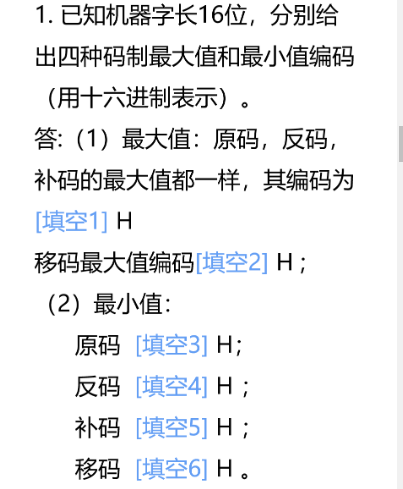 1. 已知机器字长16位，分别给
出四种码制最大值和最小值编码
（用十六进制表示）。
答:（1）最大值：原码，反码，
补码的最大值都一样，其编码为
[填空1] H
移码最大值编码[填空2] H ；
（2）最小值：
原码 [填空3] H；
反码 [填空4] H ；
补码 [填空5] H ；
移码 [填空6] H 。